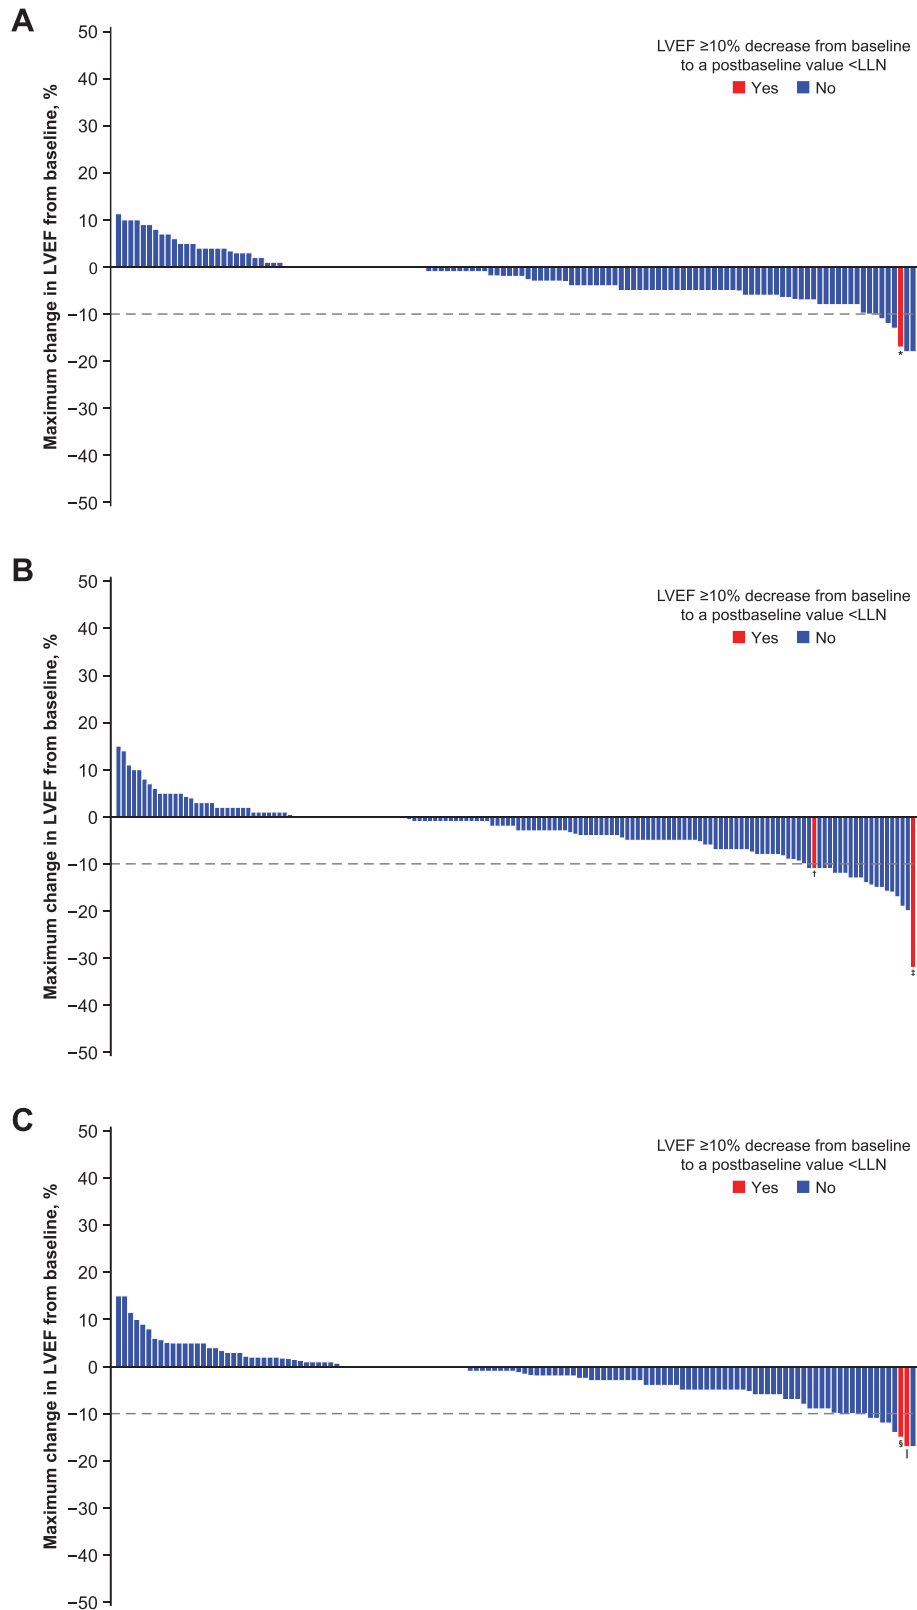 A
Maximum change in LVEF from baseline, %
50
40
30
20
10
0
−10
−20
−30
−40
−50
LVEF ≥10% decrease from baseline
to a postbaseline value <LLN
Yes No
*
B
Maximum change in LVEF from baseline, %
50
40
30
20
10
0
−10
−20
−30
−40
−50
LVEF ≥10% decrease from baseline
to a postbaseline value <LLN
Yes No
†
‡
C
Maximum change in LVEF from baseline, %
50
40
30
20
10
0
−10
−20
−30
−40
−50
LVEF ≥10% decrease from baseline
to a postbaseline value <LLN
Yes No
§
|